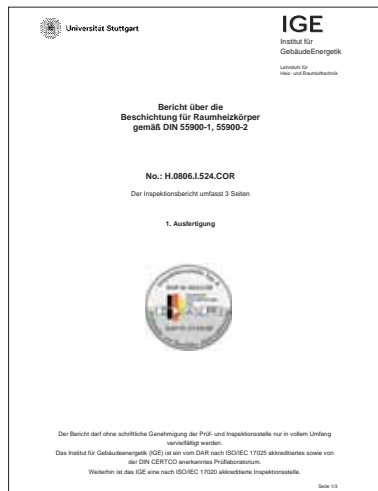 Universität Stuttgart
IGE
Institut für
GebäudeEnergetik
Lehrstuhl für
Heiz- und Raumlufttechnik
Bericht über die
Beschichtung für Raumheizkörper
gemäß DIN 55900-1, 55900-2
No.: H.0806.I.524.COR
Der Inspektionsbericht umfasst 3 Seiten
1. Ausfertigung
Der Bericht darf ohne schriftliche Genehmigung der Prüf- und Inspektionsstelle nur in vollem Umfang
vervielfältigt werden.
Das Institut für Gebäudeenergetik (IGE) ist ein vom DAR nach ISO/IEC 17025 akkreditiertes sowie von
der DIN CERTCO anerkanntes Prüflaboratorium.
Weiterhin ist das IGE eine nach ISO/IEC 17020 akkreditierte Inspektionsstelle.
Seite 1/3